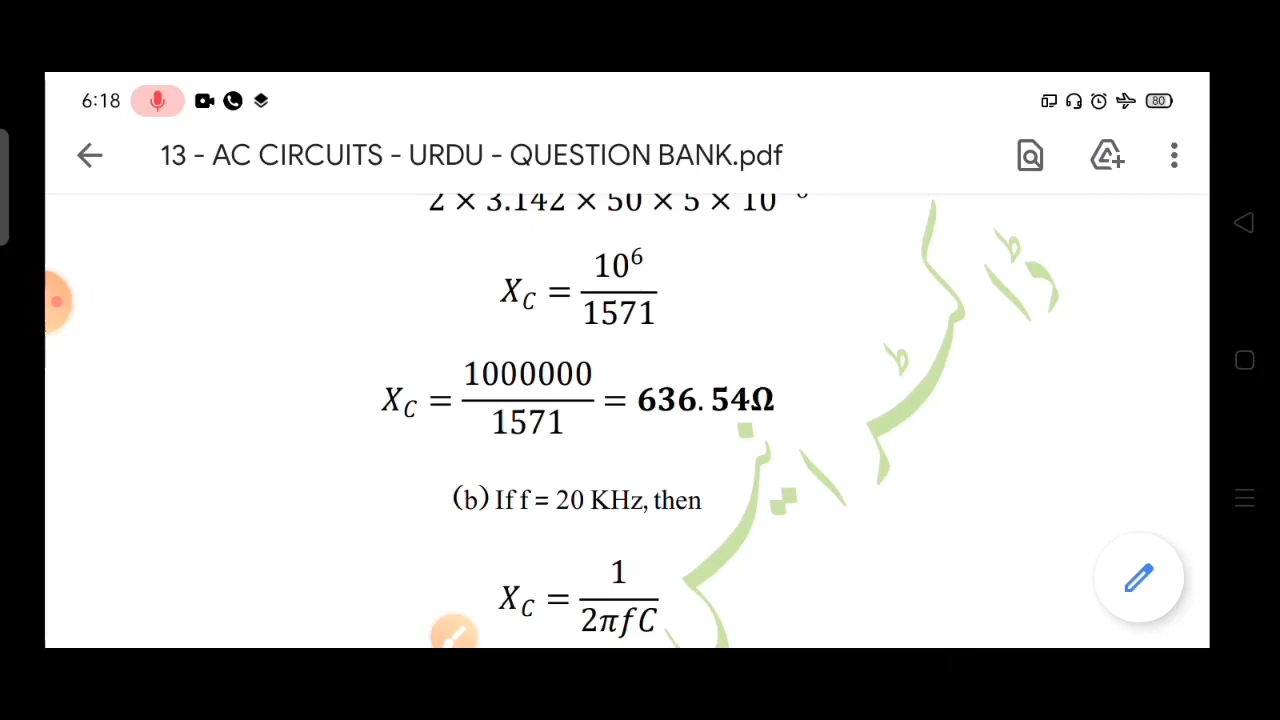 6:18 80
13 - AC CIRCUITS - URDU - QUESTION BANK.pdf
2 × 3.142 × 50 × 5 × 10
X_C = 10^6 / 1571
X_C = 1000000 / 1571 = 636.54Ω
(b) If f = 20 KHz, then
X_C = 1 / 2πfC